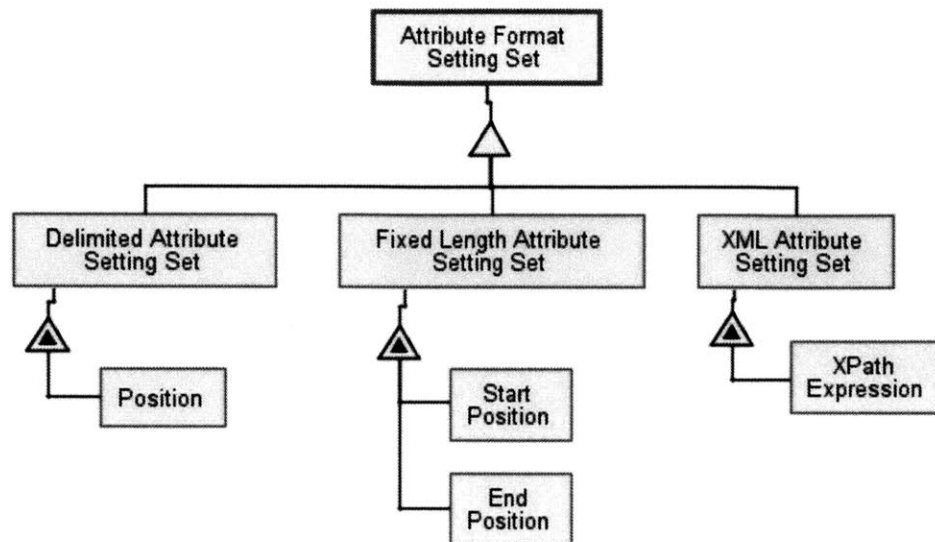 Attribute Format
Setting Set
Delimited Attribute
Setting Set
Fixed Length Attribute
Setting Set
XML Attribute
Setting Set
Position
Start
Position
End
Position
XPath
Expression